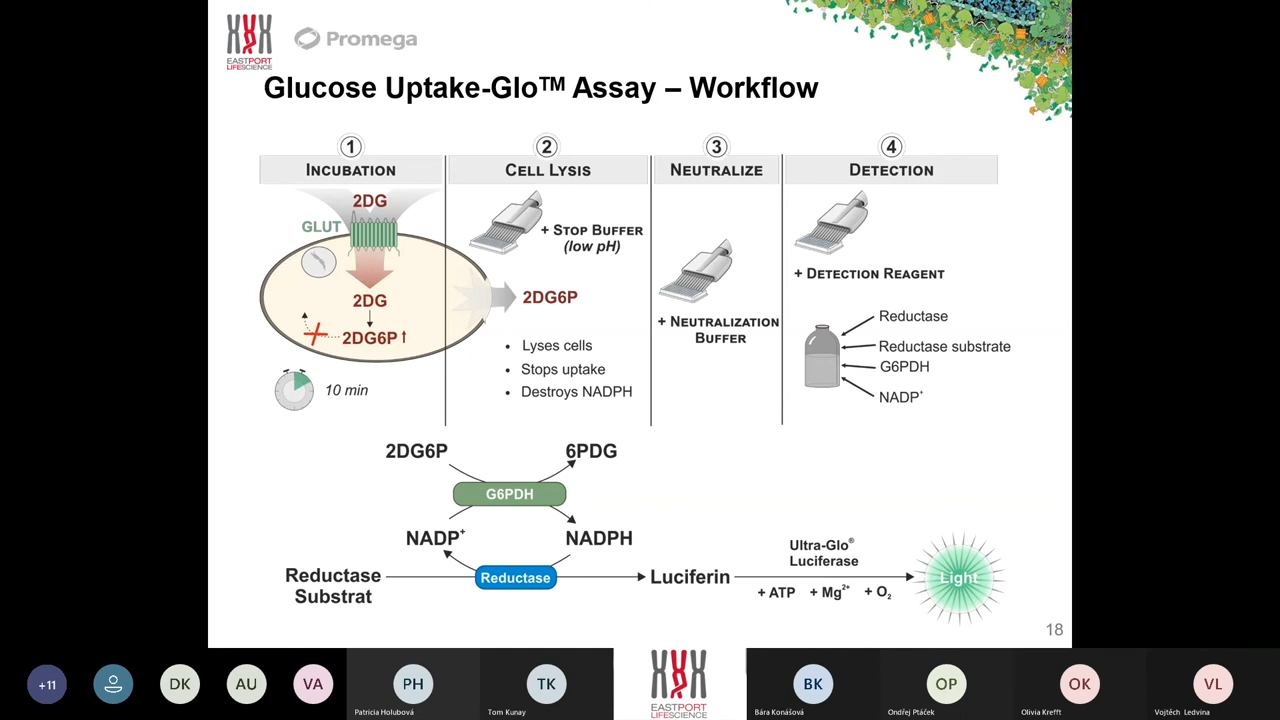 EASTPORT
LIFESCIENCE
Promega
Glucose Uptake-Glo™ Assay – Workflow
1
2
3
4
INCUBATION
CELL LYSIS
NEUTRALIZE
DETECTION
2DG
GLUT
2DG
2DG6P↑
10 min
+ STOP BUFFER
(low pH)
2DG6P
• Lyses cells
• Stops uptake
• Destroys NADPH
+ NEUTRALIZATION
BUFFER
+ DETECTION REAGENT
Reductase
Reductase substrate
G6PDH
NADP⁺
2DG6P
6PDG
G6PDH
NADP⁺
NADPH
Reductase
Substrat
Reductase
Luciferin
Ultra-Glo®
Luciferase
+ ATP + Mg²⁺ + O₂
Light
18
+11
DK
AU
VA
PH
Patricia Holubová
TK
Tom Kunay
EASTPORT
LIFESCIENCE
BK
Bára Konášová
OP
Ondřej Ptáček
OK
Olivia Krefft
VL
Vojtěch Ledvina